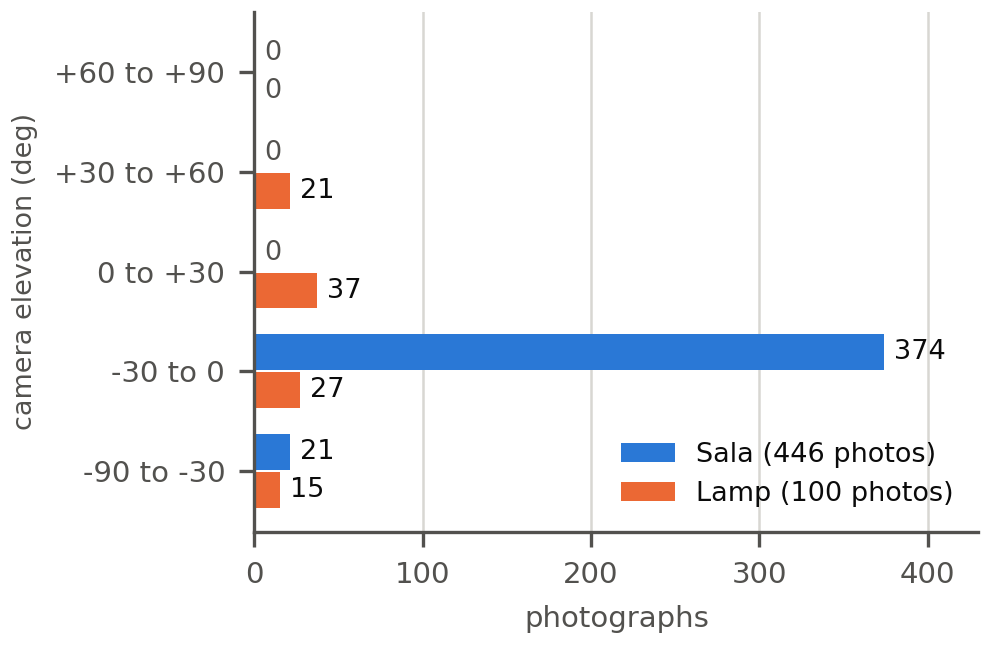 camera elevation (deg)
+60 to +90
0
0
+30 to +60
0
21
0 to +30
0
37
-30 to 0
374
27
-90 to -30
21
15
Sala (446 photos)
Lamp (100 photos)
0 100 200 300 400
photographs